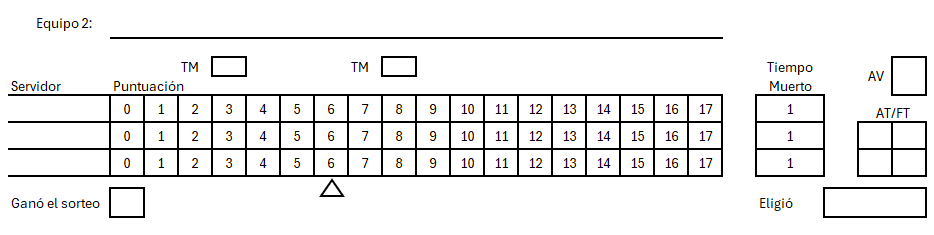 Equipo 2:
TM TM Tiempo Muerto AV
Servidor Puntuación AT/FT
0 1 2 3 4 5 6 7 8 9 10 11 12 13 14 15 16 17 1
0 1 2 3 4 5 6 7 8 9 10 11 12 13 14 15 16 17 1
0 1 2 3 4 5 6 7 8 9 10 11 12 13 14 15 16 17 1
Ganó el sorteo Eligió